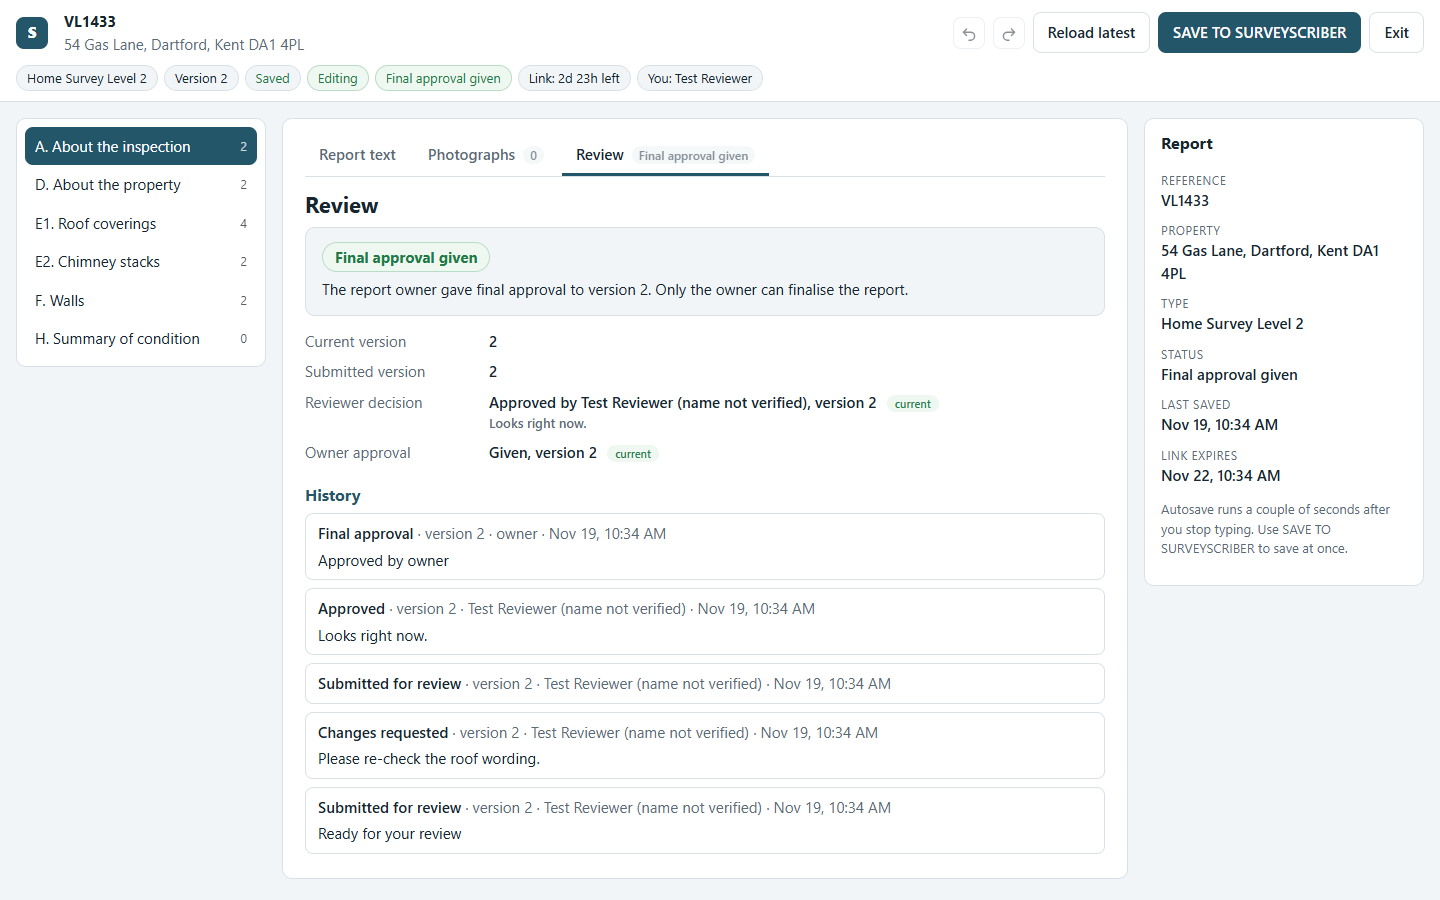 S
VL1433
54 Gas Lane, Dartford, Kent DA1 4PL
Reload latest
SAVE TO SURVEYSCRIBER
Exit
Home Survey Level 2
Version 2
Saved
Editing
Final approval given
Link: 2d 23h left
You: Test Reviewer
A. About the inspection 2
D. About the property 2
E1. Roof coverings 4
E2. Chimney stacks 2
F. Walls 2
H. Summary of condition 0
Report text
Photographs 0
Review Final approval given
Review
Final approval given
The report owner gave final approval to version 2. Only the owner can finalise the report.
Current version 2
Submitted version 2
Reviewer decision Approved by Test Reviewer (name not verified), version 2 current
Looks right now.
Owner approval Given, version 2 current
History
Final approval · version 2 · owner · Nov 19, 10:34 AM
Approved by owner
Approved · version 2 · Test Reviewer (name not verified) · Nov 19, 10:34 AM
Looks right now.
Submitted for review · version 2 · Test Reviewer (name not verified) · Nov 19, 10:34 AM
Changes requested · version 2 · Test Reviewer (name not verified) · Nov 19, 10:34 AM
Please re-check the roof wording.
Submitted for review · version 2 · Test Reviewer (name not verified) · Nov 19, 10:34 AM
Ready for your review
Report
REFERENCE
VL1433
PROPERTY
54 Gas Lane, Dartford, Kent DA1
4PL
TYPE
Home Survey Level 2
STATUS
Final approval given
LAST SAVED
Nov 19, 10:34 AM
LINK EXPIRES
Nov 22, 10:34 AM
Autosave runs a couple of seconds after
you stop typing. Use SAVE TO
SURVEYSCRIBER to save at once.